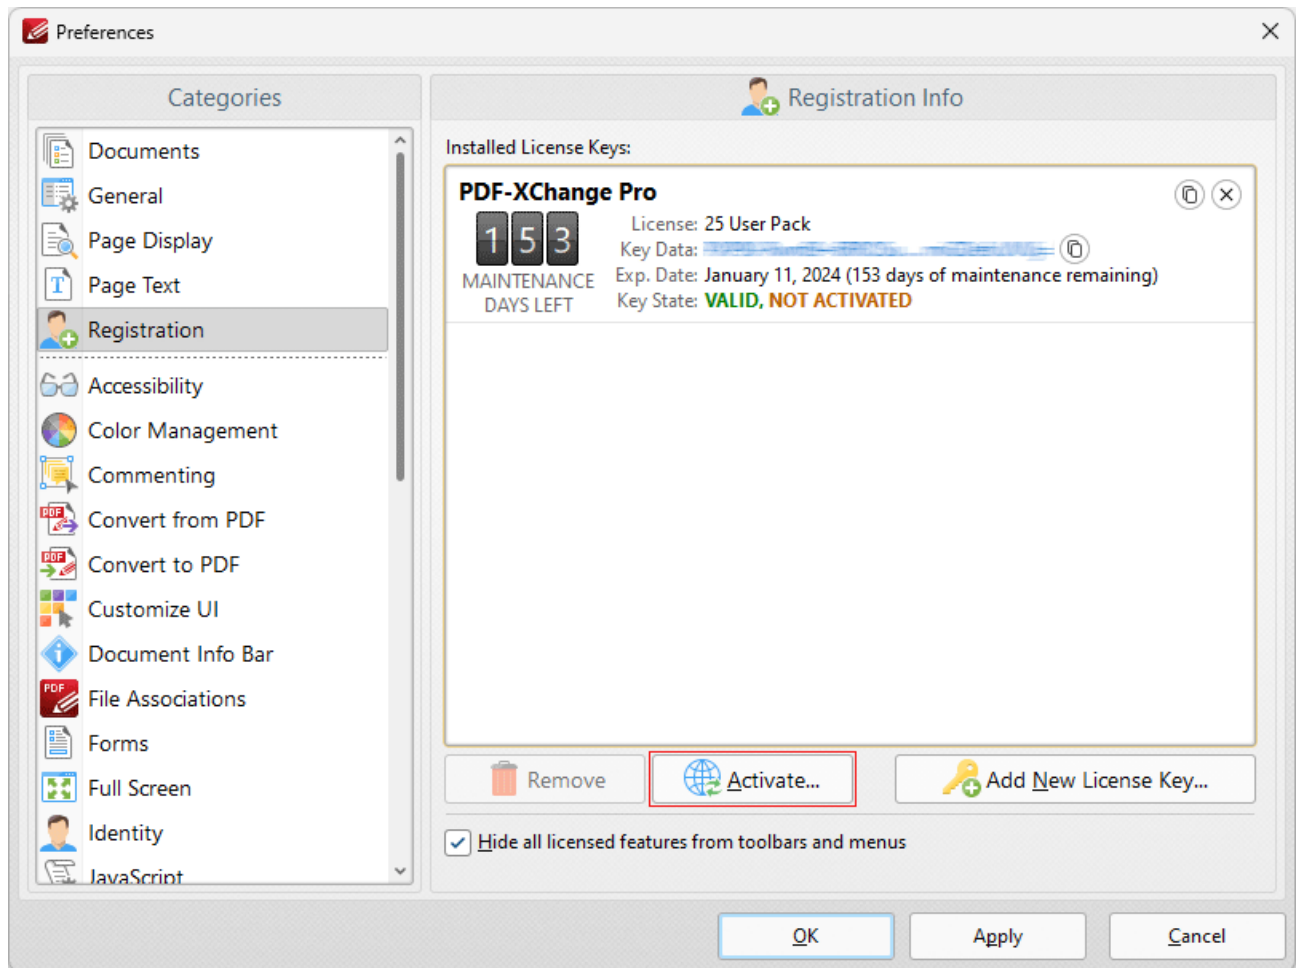 Preferences
Categories
Documents
General
Page Display
Page Text
Registration
Accessibility
Color Management
Commenting
Convert from PDF
Convert to PDF
Customize UI
Document Info Bar
File Associations
Forms
Full Screen
Identity
JavaScript
Registration Info
Installed License Keys:
PDF-XChange Pro
153
MAINTENANCE
DAYS LEFT
License: 25 User Pack
Key Data:
Exp. Date: January 11, 2024 (153 days of maintenance remaining)
Key State: VALID, NOT ACTIVATED
Remove
Activate...
Add New License Key...
Hide all licensed features from toolbars and menus
OK
Apply
Cancel